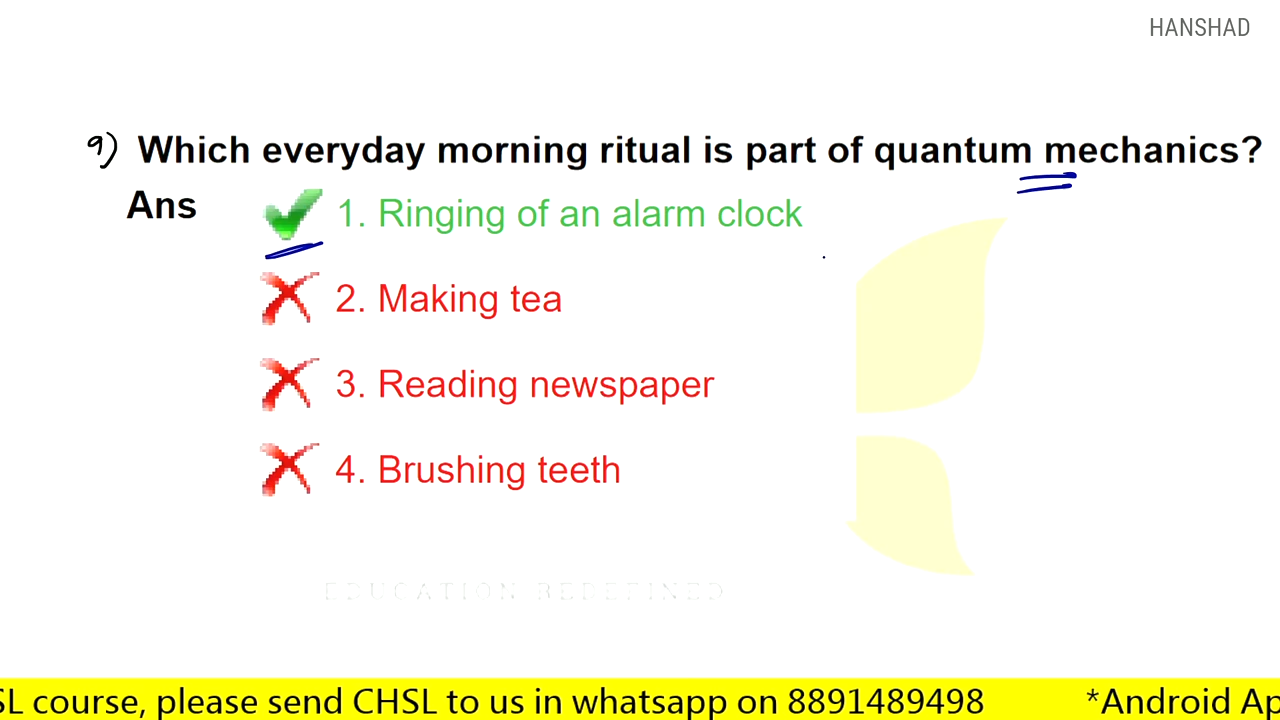 HANSHAD
9) Which everyday morning ritual is part of quantum mechanics?
Ans
1. Ringing of an alarm clock
2. Making tea
3. Reading newspaper
4. Brushing teeth
EDUCATION REDEFINED
SL course, please send CHSL to us in whatsapp on 8891489498 *Android Ap